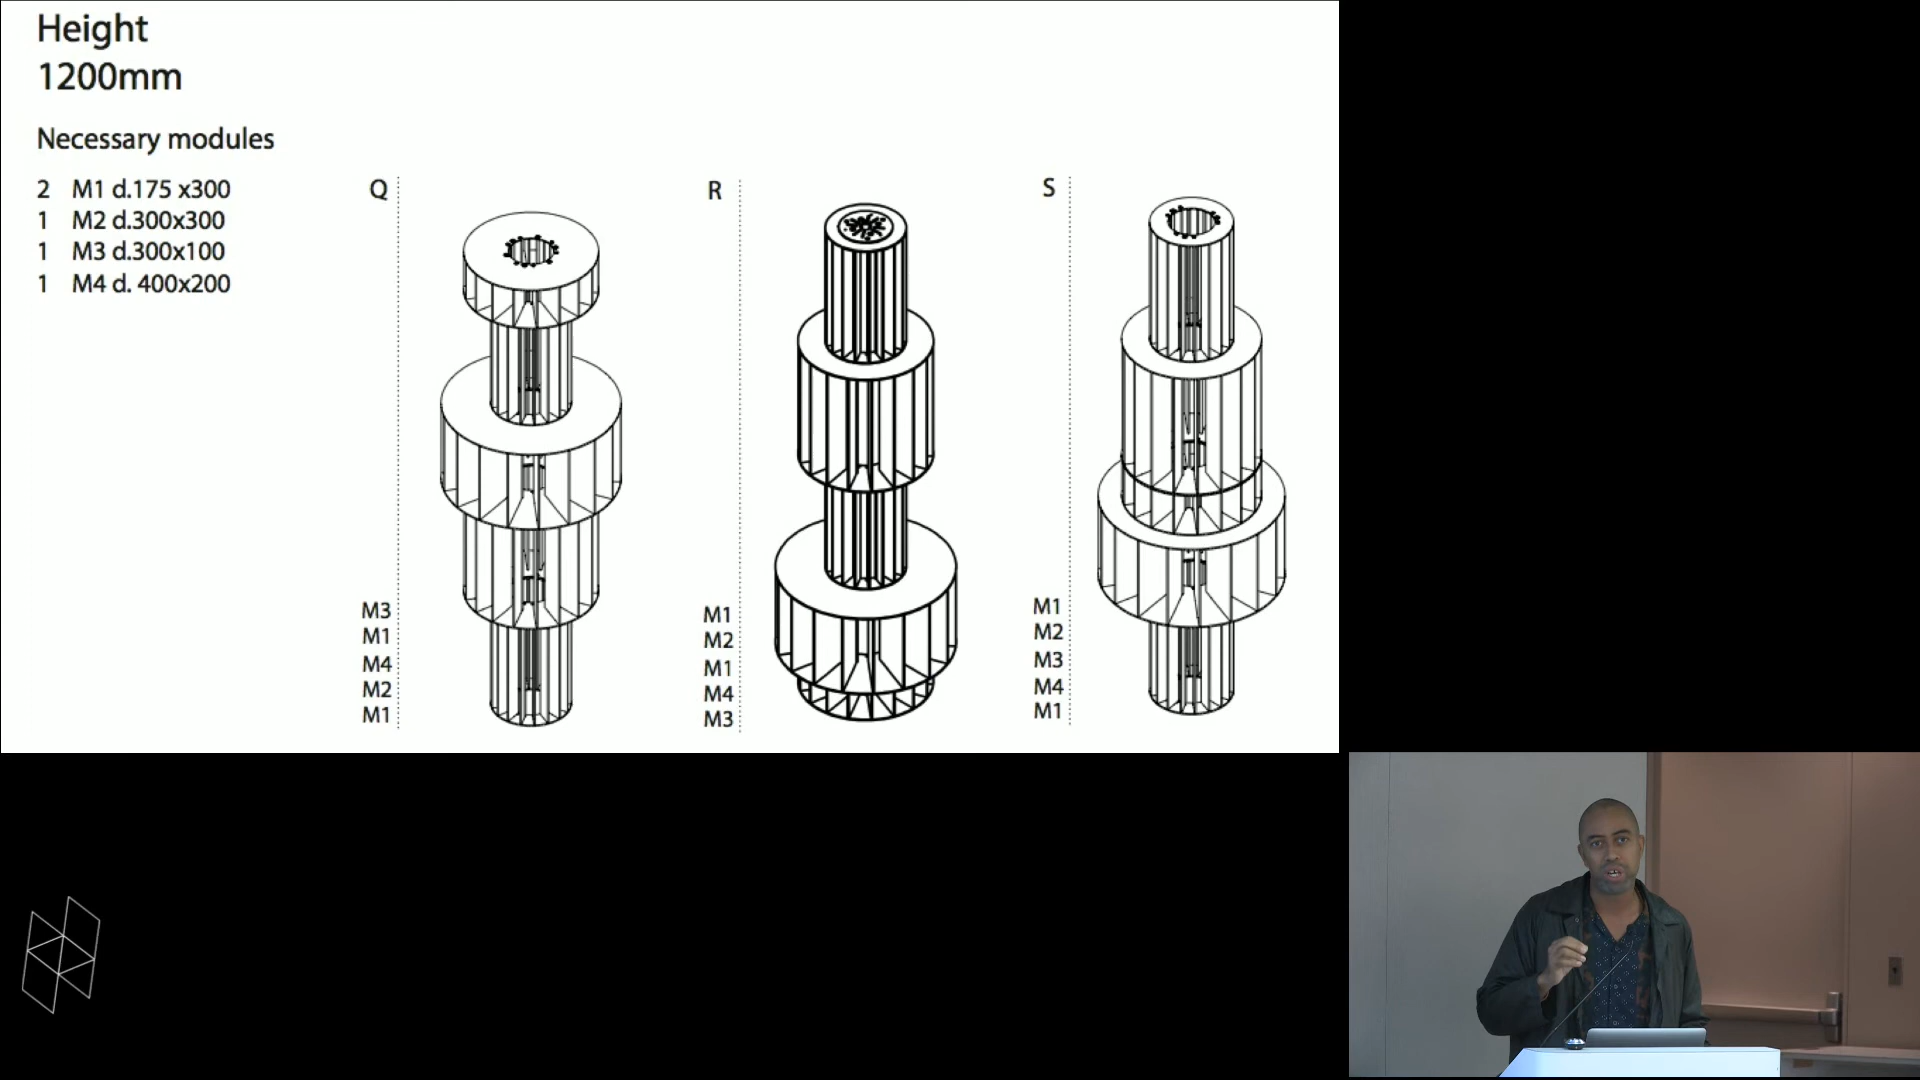 Height
1200mm
Necessary modules
2 M1 d.175 x300
1 M2 d.300x300
1 M3 d.300x100
1 M4 d. 400x200
Q
M3
M1
M4
M2
M1
R
M1
M2
M1
M4
M3
S
M1
M2
M3
M4
M1